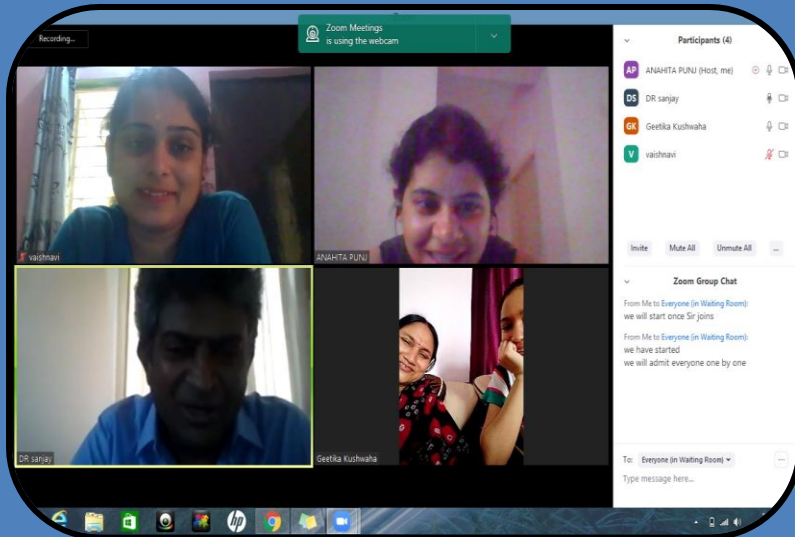 Recording...
Zoom Meetings
is using the webcam
vaishnavi
ANAHITA PUNJ
DR sanjay
Geetika Kushwaha
Participants (4)
AP ANAHITA PUNJ (Host, me)
DS DR sanjay
GK Geetika Kushwaha
V vaishnavi
Invite Mute All Unmute All ...
Zoom Group Chat
From Me to Everyone (in Waiting Room):
we will start once Sir joins
From Me to Everyone (in Waiting Room):
we have started
we will admit everyone one by one
To: Everyone (in Waiting Room)
Type message here...
hp